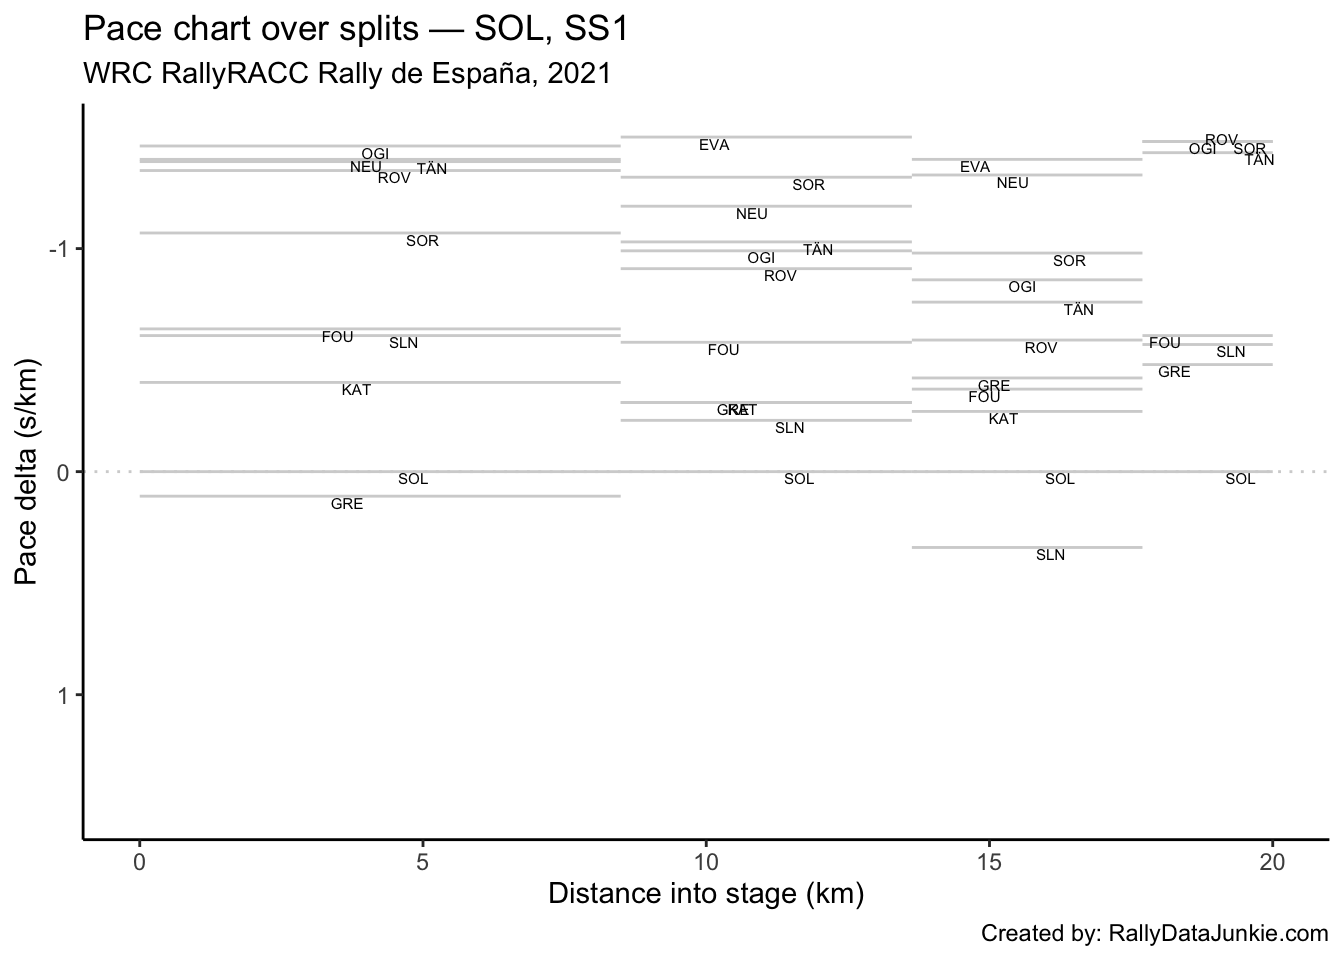 Pace chart over splits — SOL, SS1
WRC RallyRACC Rally de España, 2021
Pace delta (s/km)
-1
0
1
OGI
NEU
TÄN
ROV
SOR
FOU
SLN
KAT
SOL
GRE
EVA
SOR
NEU
TÄN
OGI
ROV
FOU
GRE
KAT
SLN
SOL
EVA
NEU
SOR
OGI
TÄN
ROV
GRE
FOU
KAT
SOL
SLN
ROV
OGI
SOR
TÄN
FOU
SLN
GRE
SOL
0 5 10 15 20
Distance into stage (km)
Created by: RallyDataJunkie.com